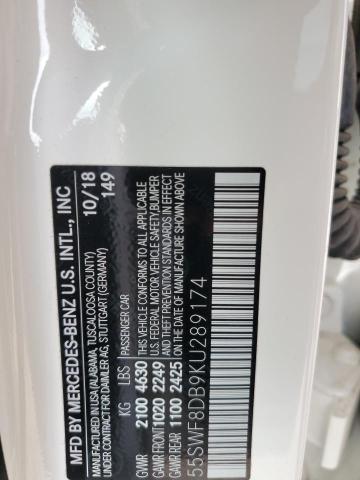 MFD BY MERCEDES-BENZ U.S. INTL., INC
MANUFACTURED IN USA (ALABAMA, TUSCALOOSA COUNTY)
UNDER CONTRACT FOR DAIMLER AG, STUTTGART (GERMANY)
10/18
149
PASSENGER CAR
KG LBS
GVWR 2100 4630
GAWR FRONT 1020 2249
GAWR REAR 1100 2425
THIS VEHICLE CONFORMS TO ALL APPLICABLE
U.S. FEDERAL MOTOR VEHICLE SAFETY, BUMPER
AND THEFT PREVENTION STANDARDS IN EFFECT
ON THE DATE OF MANUFACTURE SHOWN ABOVE
55SWF8DB9KU289174